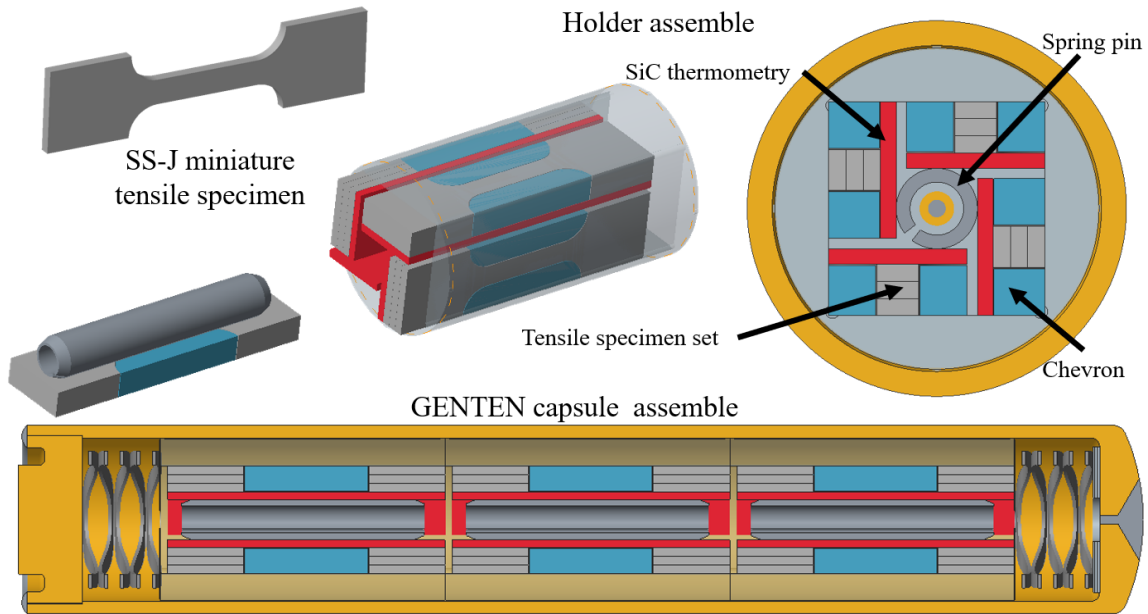 Holder assemble
Spring pin
SiC thermometry
SS-J miniature
tensile specimen
Tensile specimen set
Chevron
GENTEN capsule assemble